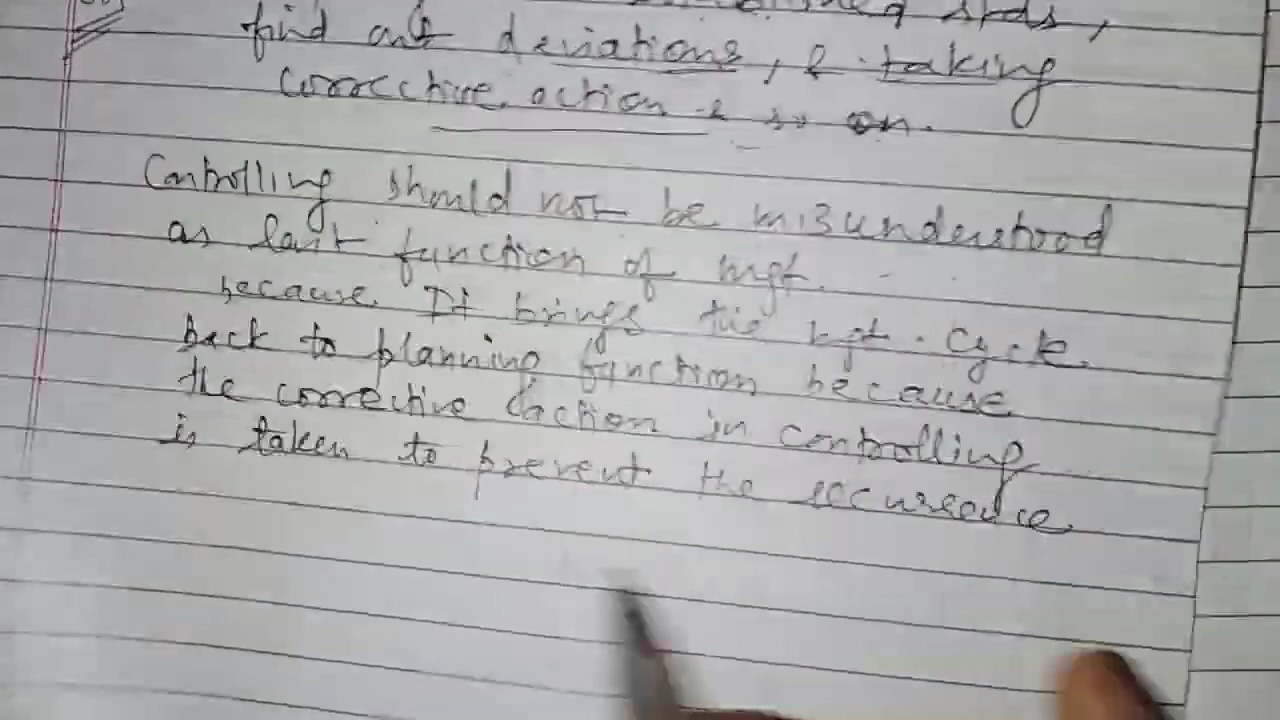 stds,
find out deviations, & taking
corrective action & so on.
Controlling should not be misunderstood
as last function of mgt.
because It brings the mgt. Cycle
back to planning function because
the corrective action in controlling
is taken to prevent the